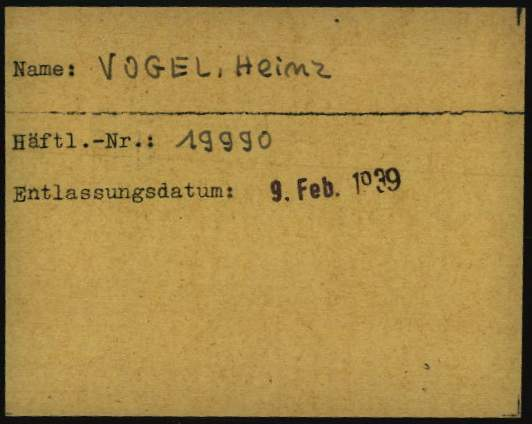 Name: VOGEL, Heinz
Häftl.-Nr.: 19990
Entlassungsdatum: 9. Feb. 1939